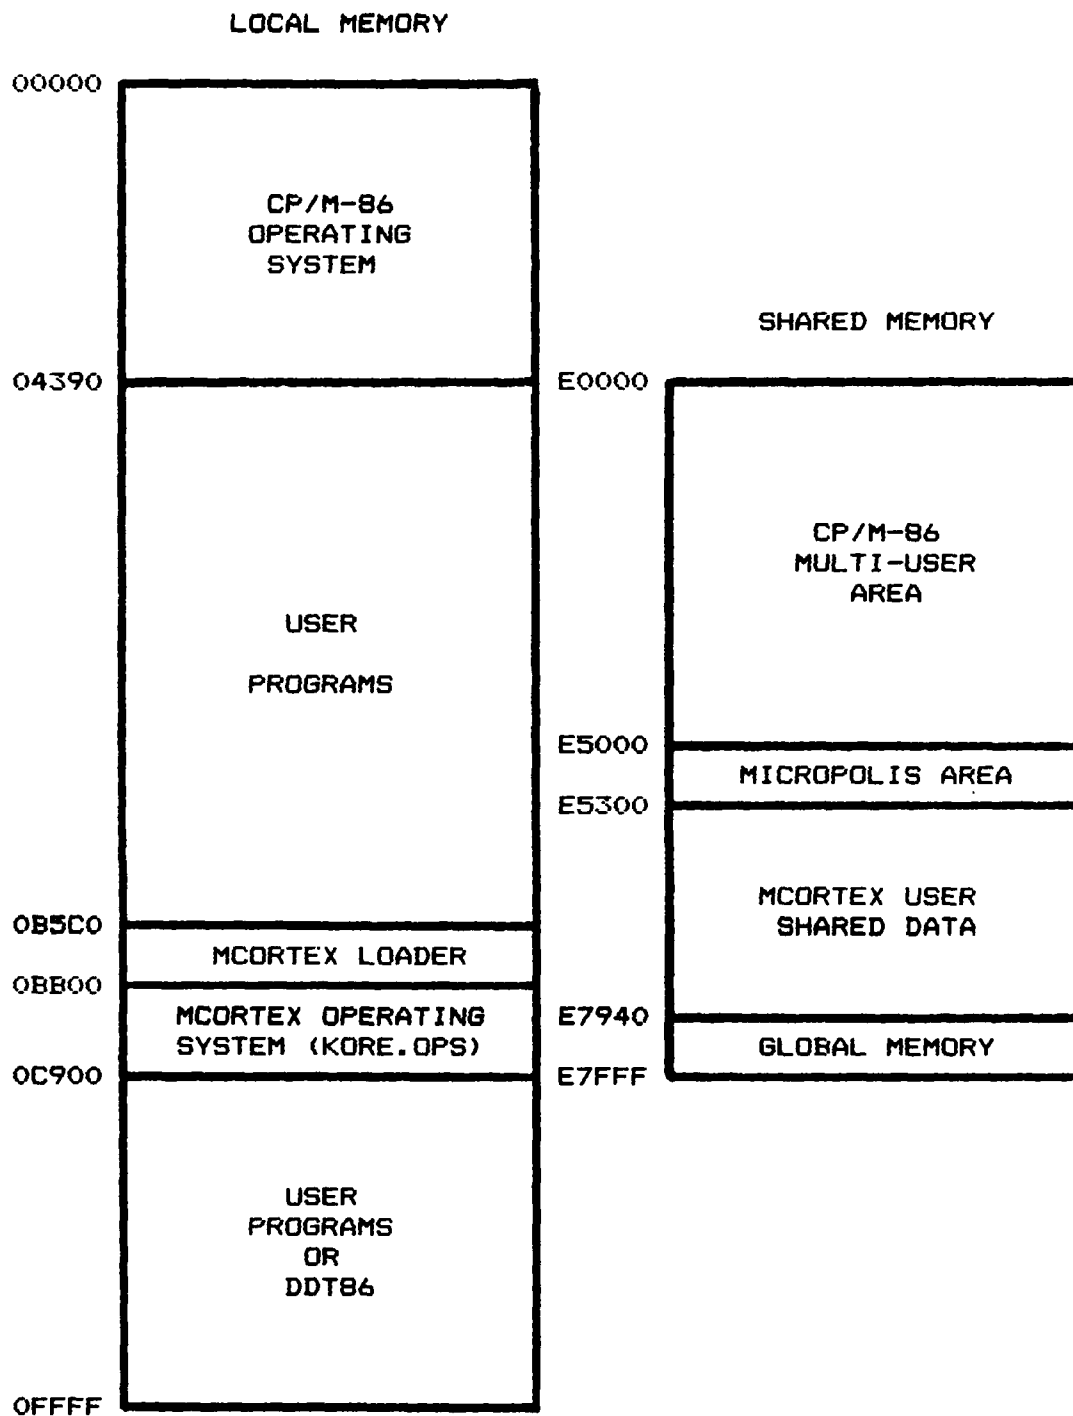 LOCAL MEMORY
00000
CP/M-86
OPERATING
SYSTEM
04390
USER
PROGRAMS
0B5C0
MCORTEX LOADER
0BB00
MCORTEX OPERATING
SYSTEM (KORE.OPS)
0C900
USER
PROGRAMS
OR
DDT86
0FFFF
SHARED MEMORY
E0000
CP/M-86
MULTI-USER
AREA
E5000
MICROPOLIS AREA
E5300
MCORTEX USER
SHARED DATA
E7940
GLOBAL MEMORY
E7FFF